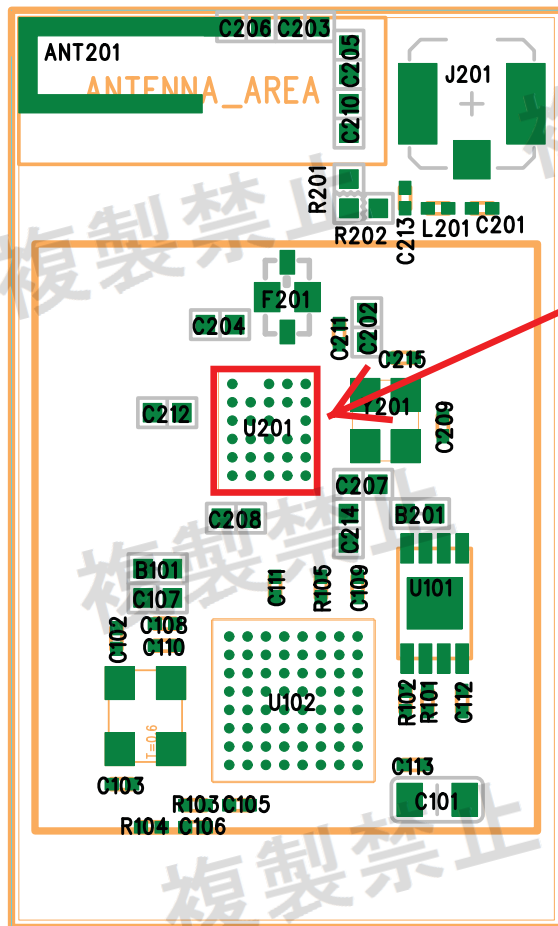 C206 C203
ANT201
C205
J201
ANTENNA_AREA
C210
R201
複製禁止
R202
C213
L201
C201
F201
C204
C211
C202
C215
Y201
C212
U201
C209
C207
C208
C214
B201
複製禁止
B101
C107
C111
R105
C109
U101
C102
C108
C110
R102
R101
C112
U102
T=0.6
C103
C113
R103 C105
C101
R104 C106
複製禁止